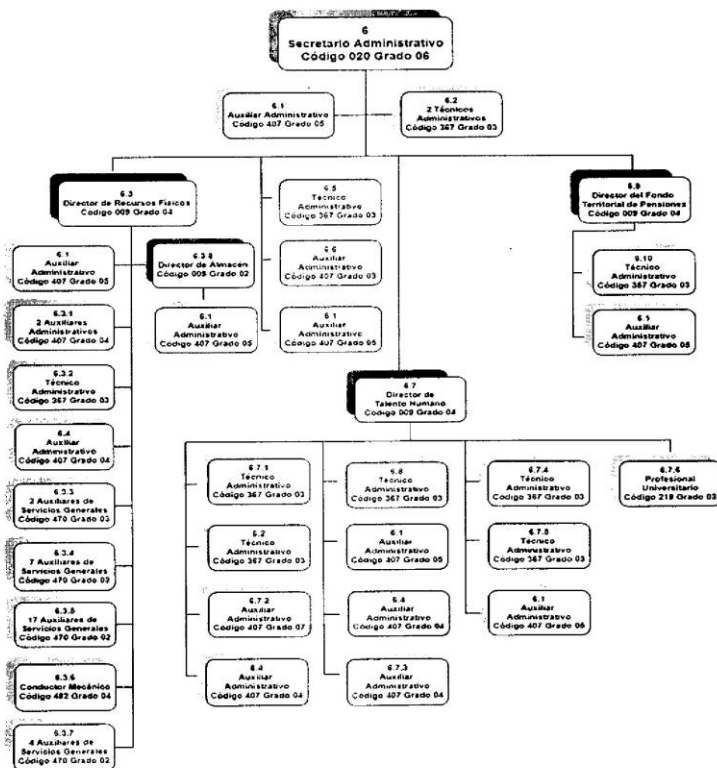 6
Secretario Administrativo
Código 020 Grado 06
6.1
Auxiliar Administrativo
Código 407 Grado 05
6.2
2 Técnicos
Administrativos
Código 367 Grado 03
6.3
Director de Recursos Físicos
Código 009 Grado 04
6.1
Auxiliar
Administrativo
Código 407 Grado 05
6.3.1
2 Auxiliares
Administrativos
Código 407 Grado 04
6.3.2
Técnico
Administrativo
Código 367 Grado 03
6.4
Auxiliar
Administrativo
Código 407 Grado 04
6.3.3
2 Auxiliares de
Servicios Generales
Código 470 Grado 03
6.3.4
7 Auxiliares de
Servicios Generales
Código 470 Grado 02
6.3.5
17 Auxiliares de
Servicios Generales
Código 470 Grado 02
6.3.6
Conductor Mecánico
Código 482 Grado 04
6.3.7
4 Auxiliares de
Servicios Generales
Código 470 Grado 02
6.3.8
Director de Almacén
Código 009 Grado 02
6.1
Auxiliar
Administrativo
Código 407 Grado 05
6.5
Técnico
Administrativo
Código 367 Grado 03
6.6
Auxiliar
Administrativo
Código 407 Grado 03
6.1
Auxiliar
Administrativo
Código 407 Grado 05
6.9
Director del Fondo
Territorial de Pensiones
Código 009 Grado 04
6.10
Técnico
Administrativo
Código 367 Grado 03
6.1
Auxiliar
Administrativo
Código 407 Grado 05
6.7
Director de
Talento Humano
Código 009 Grado 04
6.7.1
Técnico
Administrativo
Código 367 Grado 03
6.2
Técnico
Administrativo
Código 367 Grado 03
6.7.2
Auxiliar
Administrativo
Código 407 Grado 07
6.4
Auxiliar
Administrativo
Código 407 Grado 04
6.8
Técnico
Administrativo
Código 367 Grado 03
6.1
Auxiliar
Administrativo
Código 407 Grado 05
6.4
Auxiliar
Administrativo
Código 407 Grado 04
6.7.3
Auxiliar
Administrativo
Código 407 Grado 04
6.7.4
Técnico
Administrativo
Código 367 Grado 03
6.7.5
Técnico
Administrativo
Código 367 Grado 03
6.1
Auxiliar
Administrativo
Código 407 Grado 05
6.7.6
Profesional
Universitario
Código 219 Grado 03